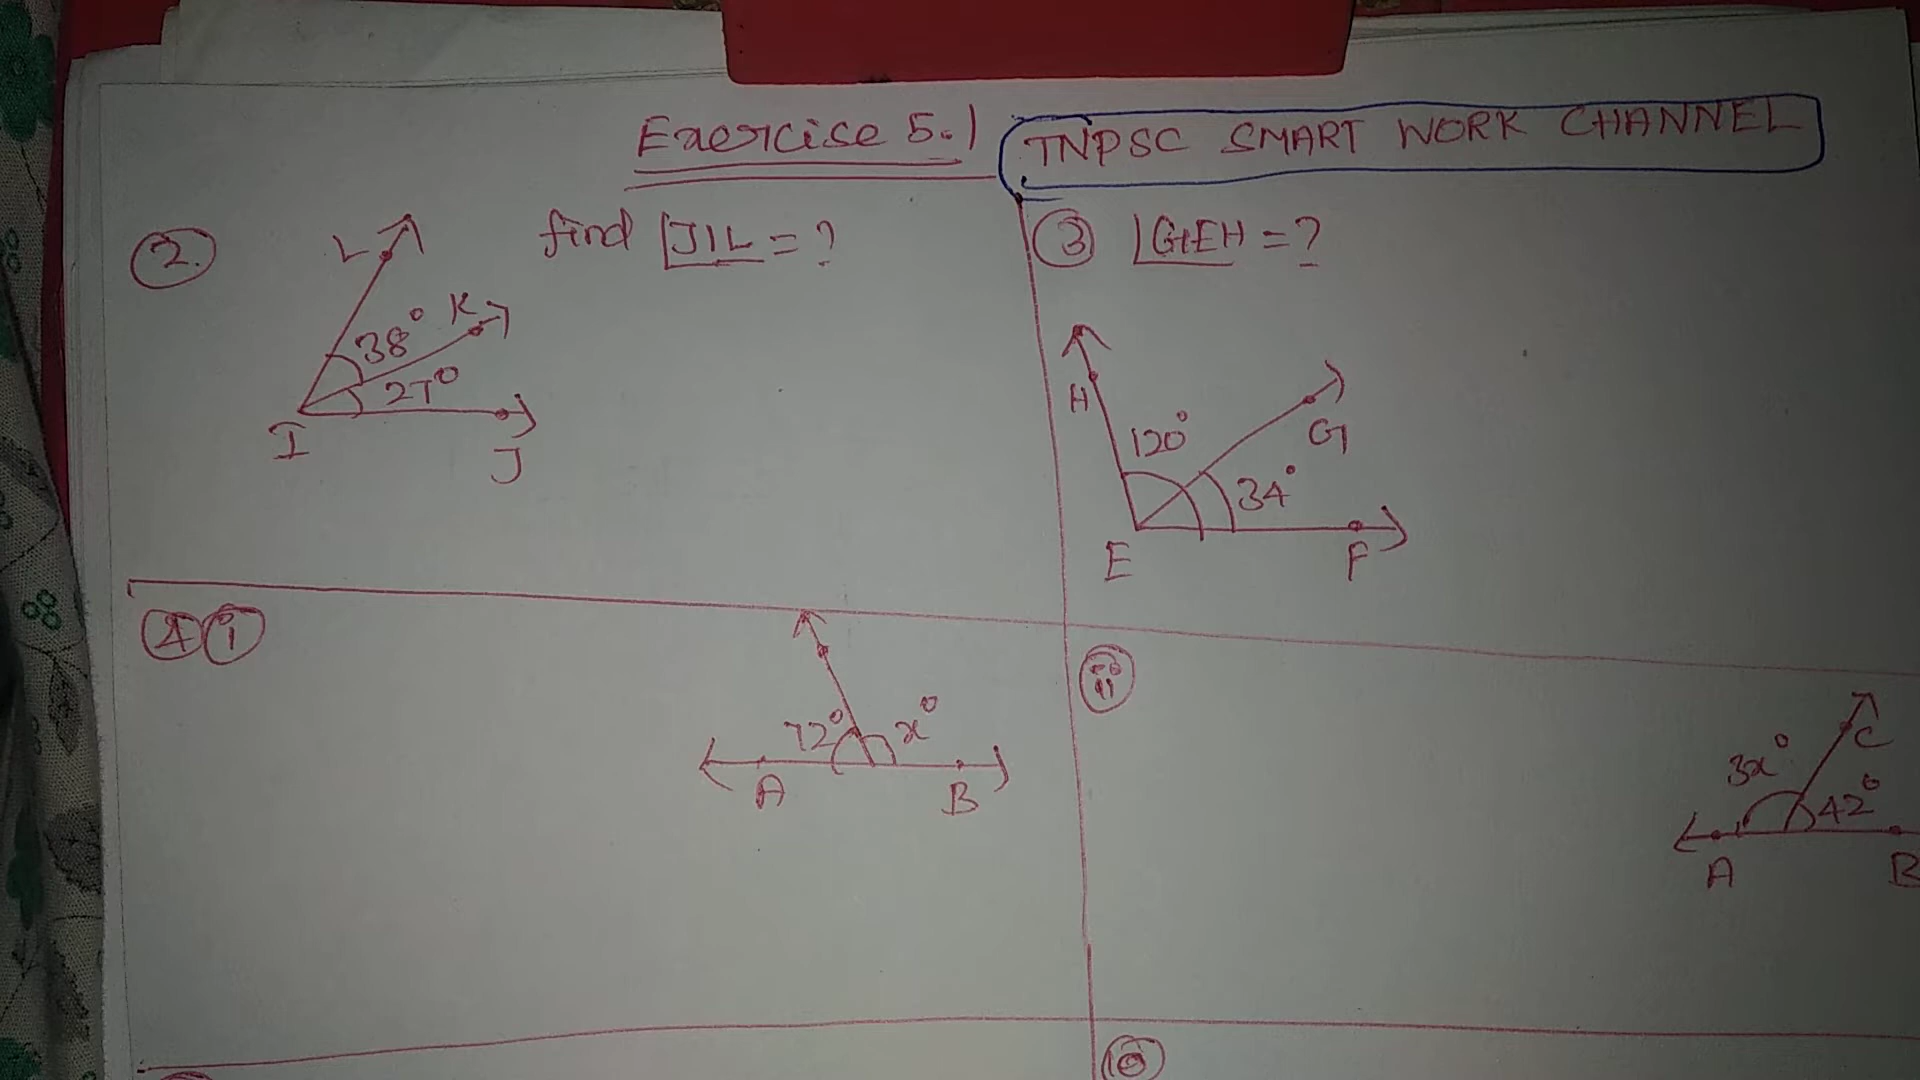 Exercise 5.1
TNPSC SMART WORK CHANNEL
2.
find ∠JIL = ?
L
38°
K
27°
I
J
3
∠GEH = ?
H
120°
G
34°
E
F
4 i
72°
x°
A
B
ii
3x°
C
42°
A
B